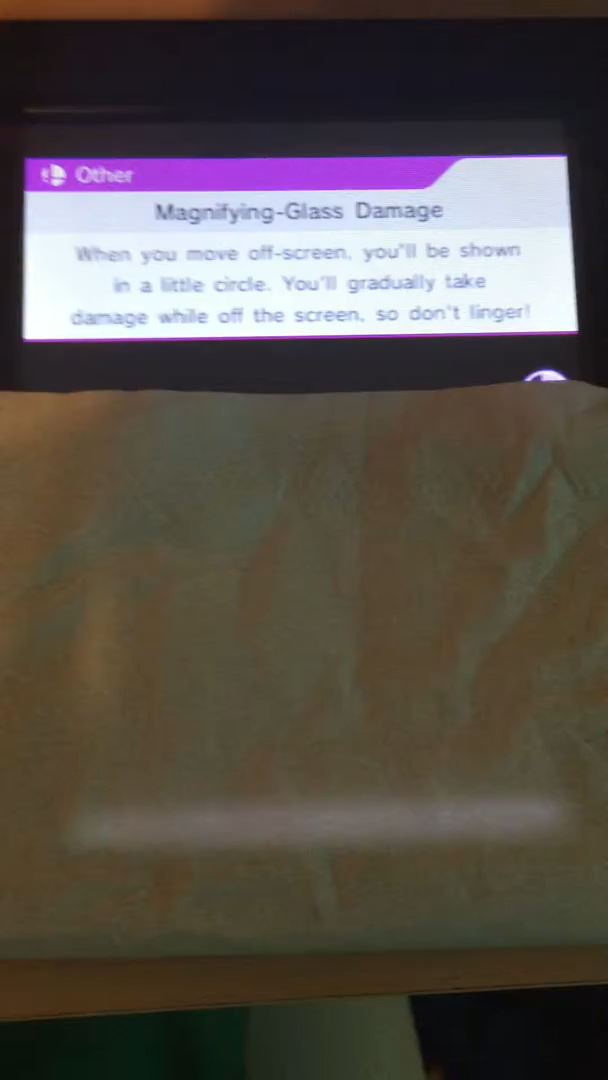 Other
Magnifying-Glass Damage
When you move off-screen, you'll be shown
in a little circle. You'll gradually take
damage while off the screen, so don't linger!